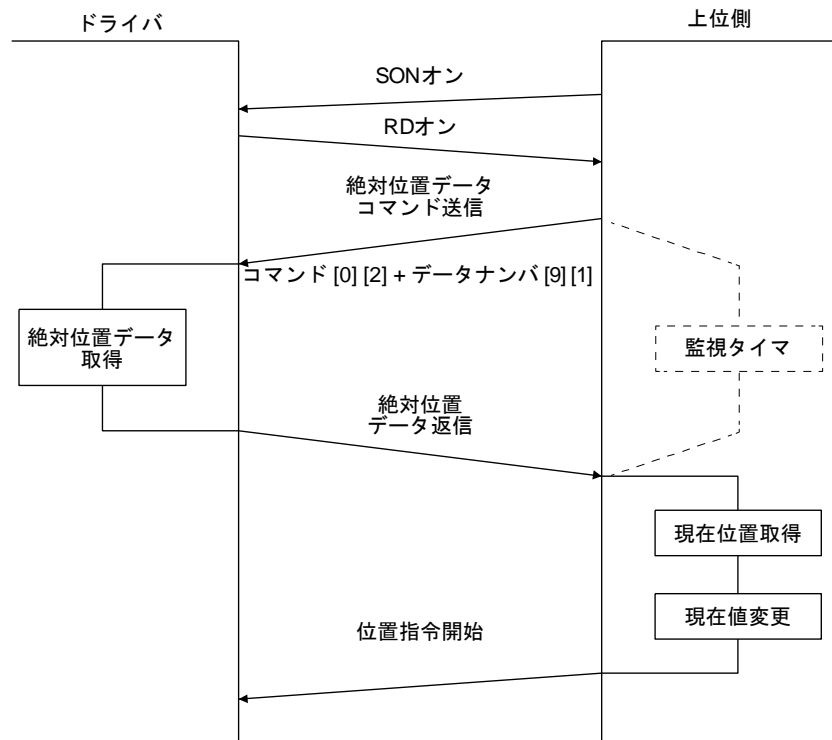 ドライバ
上位側
SONオン
RDオン
絶対位置データ
コマンド送信
コマンド [0] [2] + データナンバ [9] [1]
絶対位置データ
取得
監視タイマ
絶対位置
データ返信
現在位置取得
現在値変更
位置指令開始